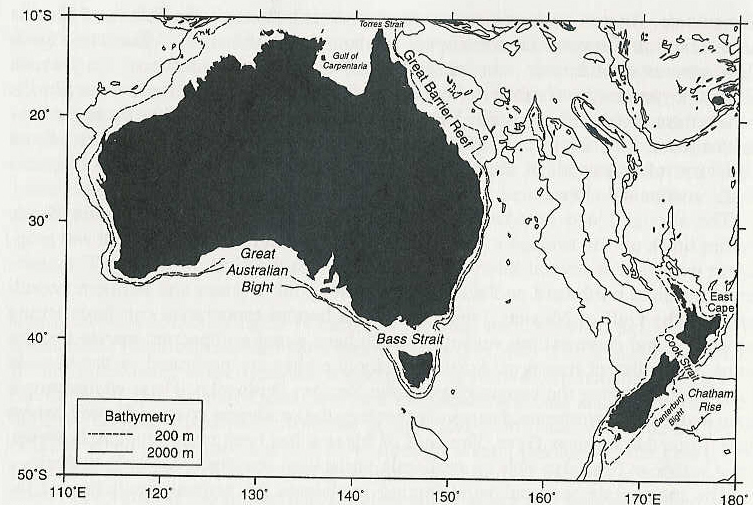 10°S
20°
30°
40°
50°S
110°E
120°
130°
140°
150°
160°
170°E
180°
Torres Strait
Gulf of
Carpentaria
Great Barrier Reef
Great
Australian
Bight
Bass Strait
East
Cape
Cook Strait
Chatham
Rise
Canterbury
Bight
Bathymetry
200 m
2000 m